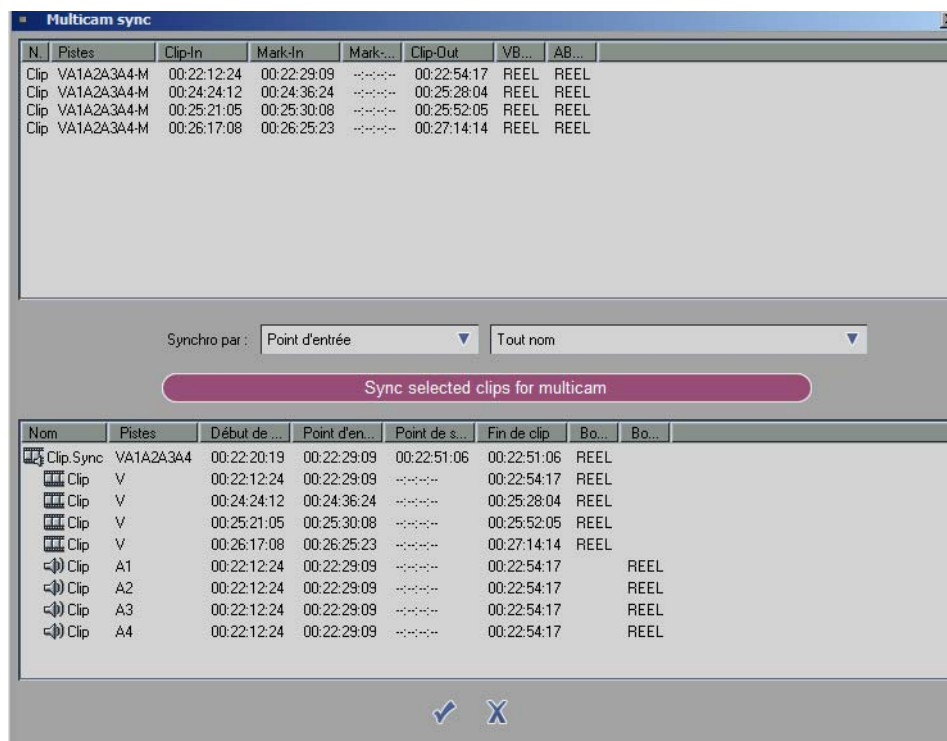 Multicam sync
N. Pistes Clip-In Mark-In Mark-... Clip-Out VB... AB...
Clip VA1A2A3A4-M 00:22:12:24 00:22:29:09 --:--:--:-- 00:22:54:17 REEL REEL
Clip VA1A2A3A4-M 00:24:24:12 00:24:36:24 --:--:--:-- 00:25:28:04 REEL REEL
Clip VA1A2A3A4-M 00:25:21:05 00:25:30:08 --:--:--:-- 00:25:52:05 REEL REEL
Clip VA1A2A3A4-M 00:26:17:08 00:26:25:23 --:--:--:-- 00:27:14:14 REEL REEL
Synchro par : Point d'entrée Tout nom
Sync selected clips for multicam
Nom Pistes Début de ... Point d'en... Point de s... Fin de clip Bo... Bo...
Clip.Sync VA1A2A3A4 00:22:20:19 00:22:29:09 00:22:51:06 00:22:51:06 REEL
Clip V 00:22:12:24 00:22:29:09 --:--:--:-- 00:22:54:17 REEL
Clip V 00:24:24:12 00:24:36:24 --:--:--:-- 00:25:28:04 REEL
Clip V 00:25:21:05 00:25:30:08 --:--:--:-- 00:25:52:05 REEL
Clip V 00:26:17:08 00:26:25:23 --:--:--:-- 00:27:14:14 REEL
Clip A1 00:22:12:24 00:22:29:09 --:--:--:-- 00:22:54:17 REEL
Clip A2 00:22:12:24 00:22:29:09 --:--:--:-- 00:22:54:17 REEL
Clip A3 00:22:12:24 00:22:29:09 --:--:--:-- 00:22:54:17 REEL
Clip A4 00:22:12:24 00:22:29:09 --:--:--:-- 00:22:54:17 REEL